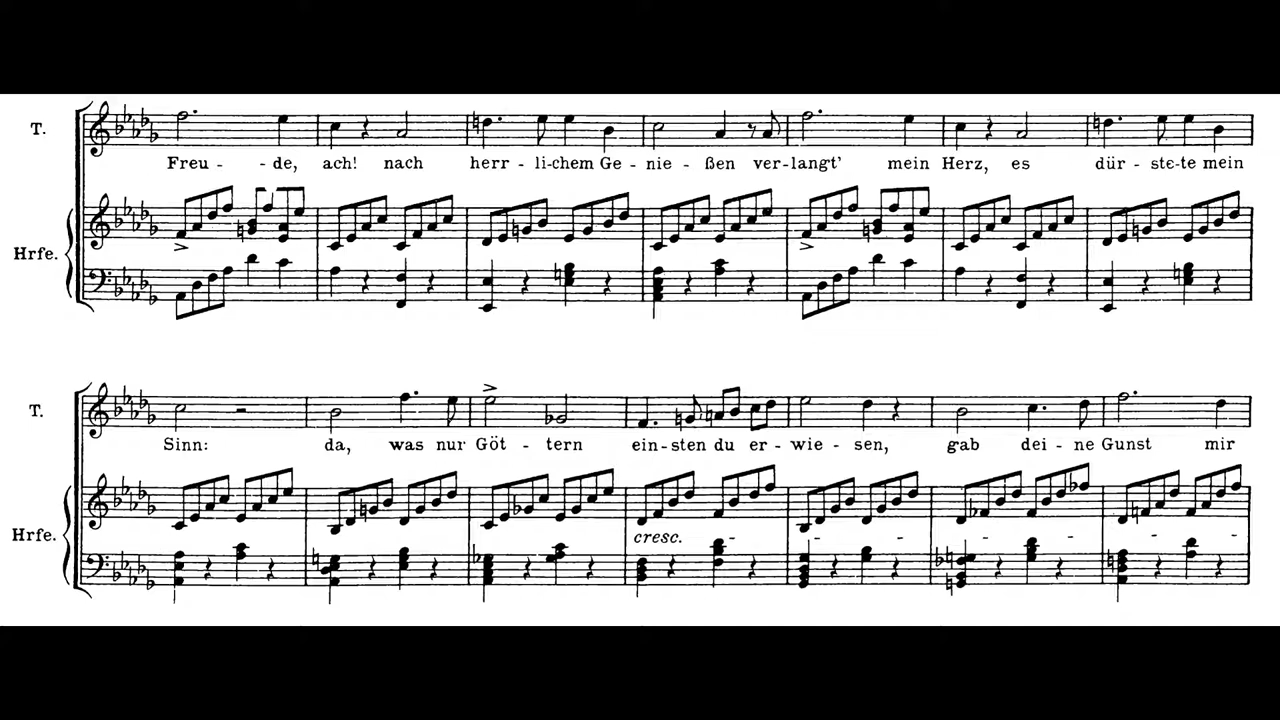 T.
Freu - - de, ach! nach herr - li - chem Ge - nie - ßen ver - langt' mein Herz, es dür - ste - te mein
Hrfe.
T.
Sinn: da, was nur Göt - tern ein - sten du er - wie - sen, gab dei - ne Gunst mir
Hrfe.
cresc. - - - - - - - -